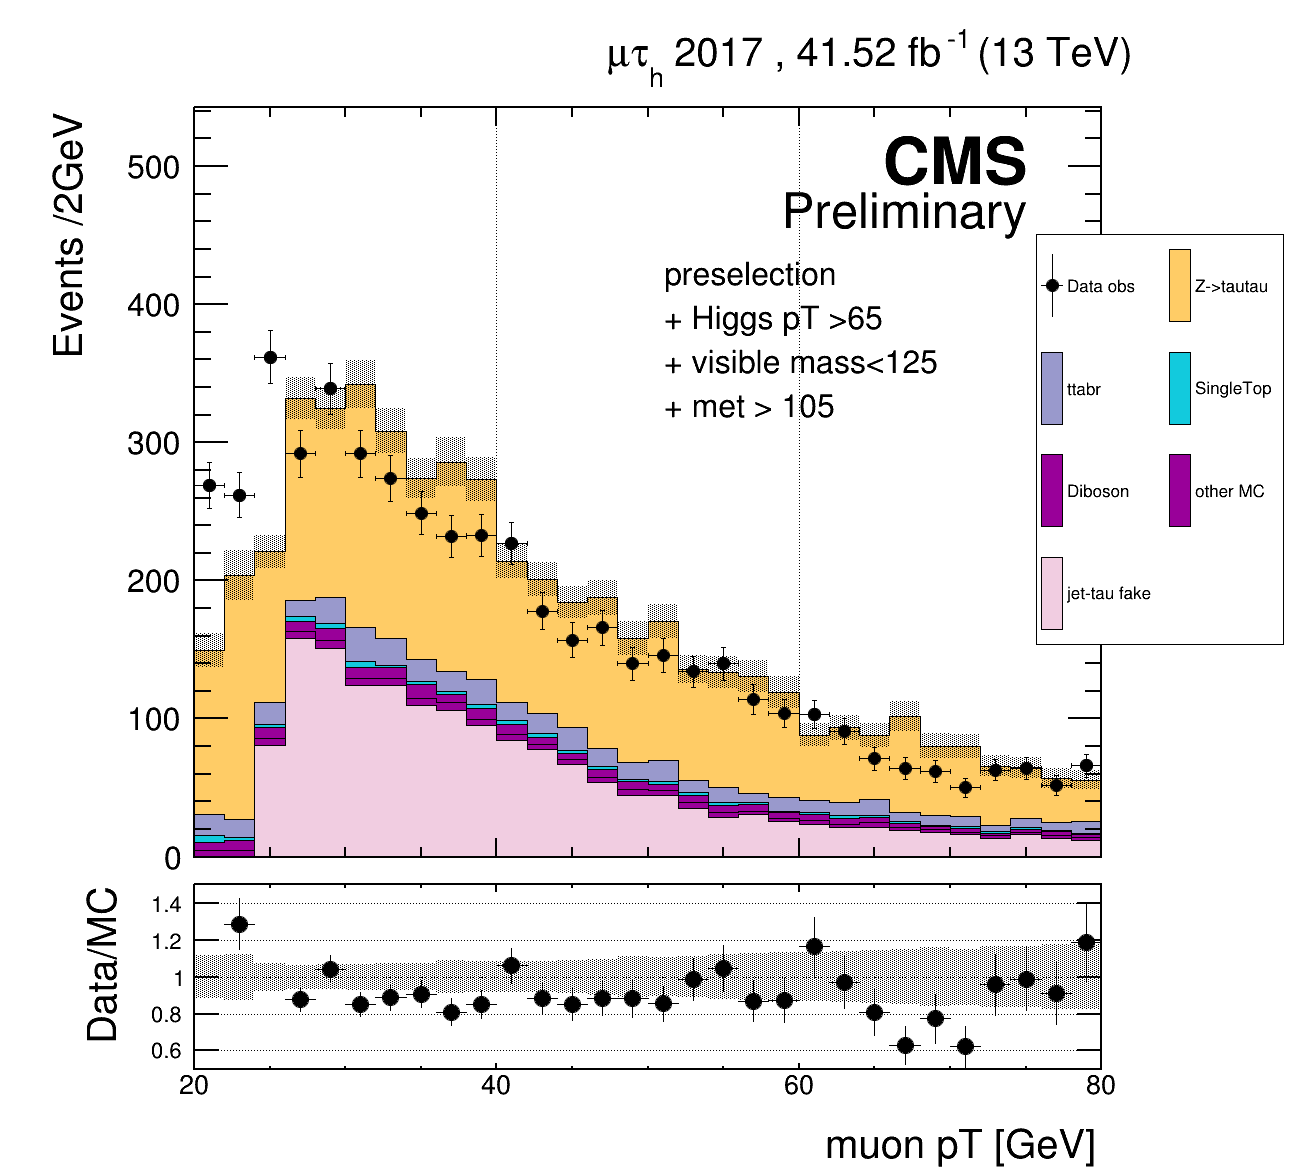 μτh 2017 , 41.52 fb-1 (13 TeV)
Events /2GeV
500
400
300
200
100
0
CMS
Preliminary
preselection
+ Higgs pT >65
+ visible mass<125
+ met > 105
Data obs
Z->tautau
ttabr
SingleTop
Diboson
other MC
jet-tau fake
Data/MC
1.4
1.2
1
0.8
0.6
20
40
60
80
muon pT [GeV]